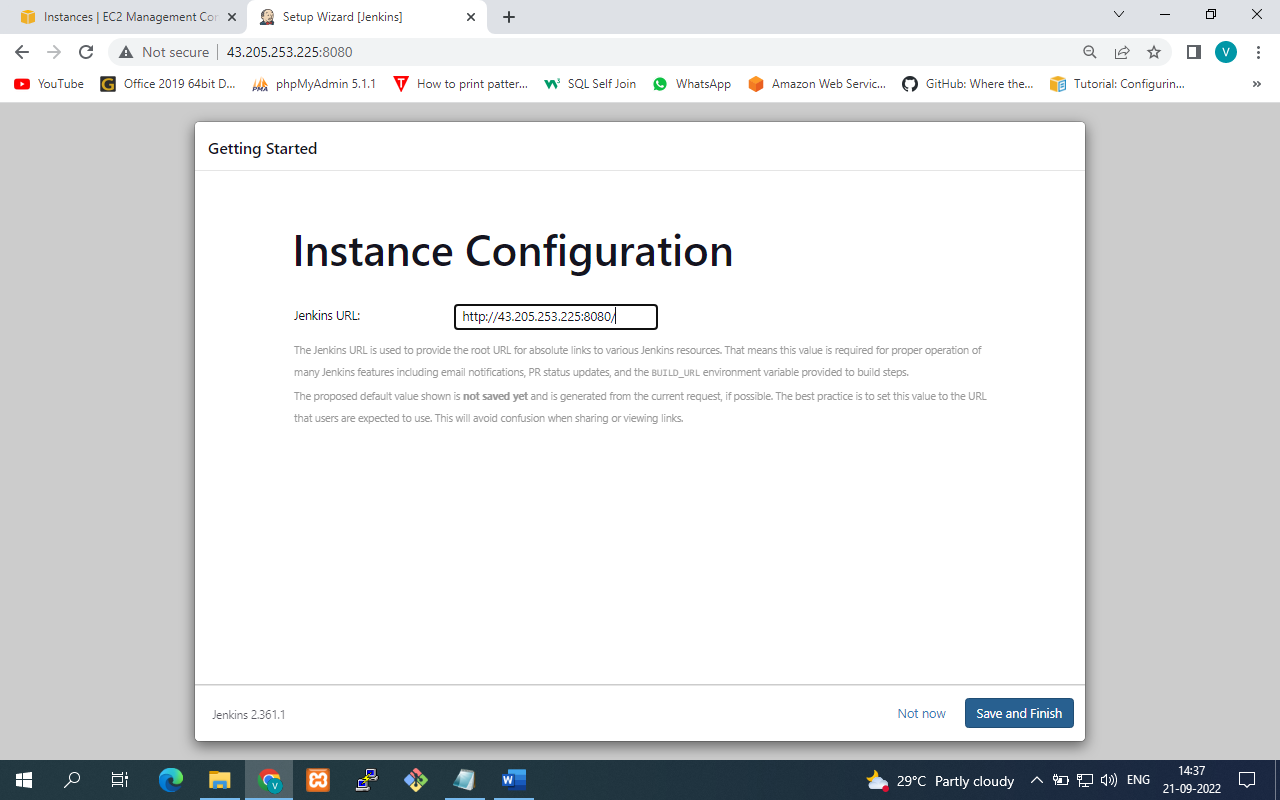 Instances | EC2 Management Con
Setup Wizard [Jenkins]
Not secure
43.205.253.225:8080
V
YouTube
G
Office 2019 64bit D...
PMA
phpMyAdmin 5.1.1
T
How to print patter...
W3
SQL Self Join
WhatsApp
Amazon Web Servic...
GitHub: Where the...
Tutorial: Configurin...
»
Getting Started
Instance Configuration
Jenkins URL:
http://43.205.253.225:8080/
The Jenkins URL is used to provide the root URL for absolute links to various Jenkins resources. That means this value is required for proper operation of
many Jenkins features including email notifications, PR status updates, and the BUILD_URL environment variable provided to build steps.
The proposed default value shown is not saved yet and is generated from the current request, if possible. The best practice is to set this value to the URL
that users are expected to use. This will avoid confusion when sharing or viewing links.
Jenkins 2.361.1
Not now
Save and Finish
V
W
29°C Partly cloudy
ENG
14:37
21-09-2022